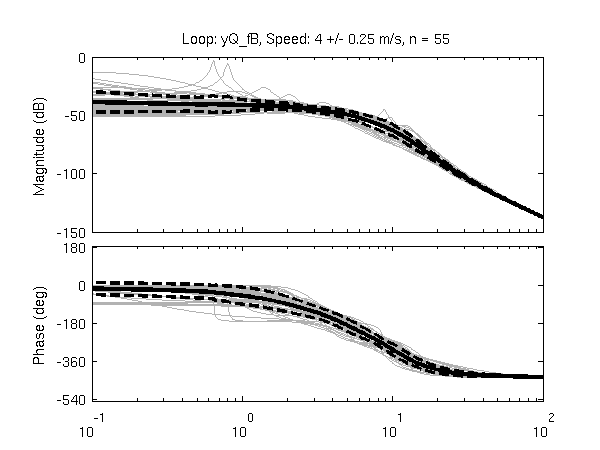 Loop: yQ_fB, Speed: 4 +/- 0.25 m/s, n = 55
0
-50
-100
-150
Magnitude (dB)
180
0
-180
-360
-540
Phase (deg)
10^-1 10^0 10^1 10^2